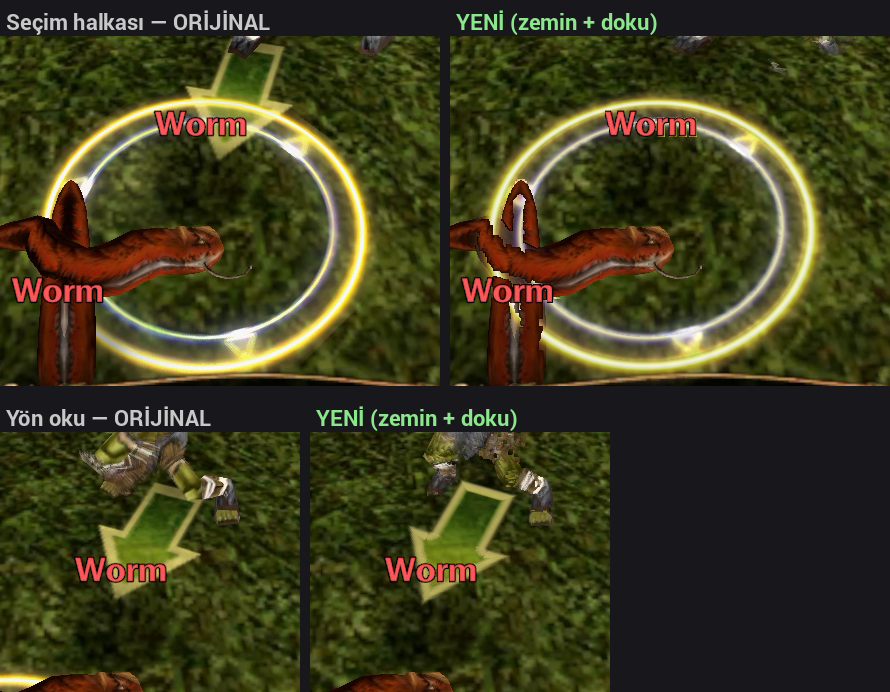 Seçim halkası — ORİJİNAL
YENİ (zemin + doku)
Worm
Worm
Worm
Worm
Yön oku — ORİJİNAL
YENİ (zemin + doku)
Worm
Worm